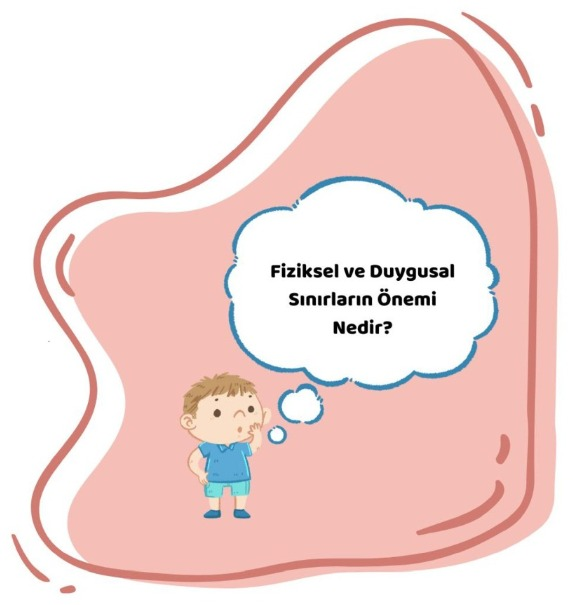 Fiziksel ve Duygusal
Sınırların Önemi
Nedir?